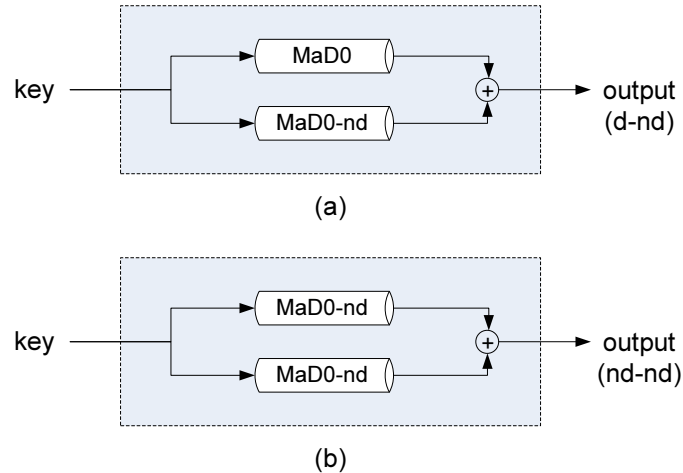 MaD0
key
+
output
(d-nd)
MaD0-nd
(a)
MaD0-nd
key
+
output
(nd-nd)
MaD0-nd
(b)